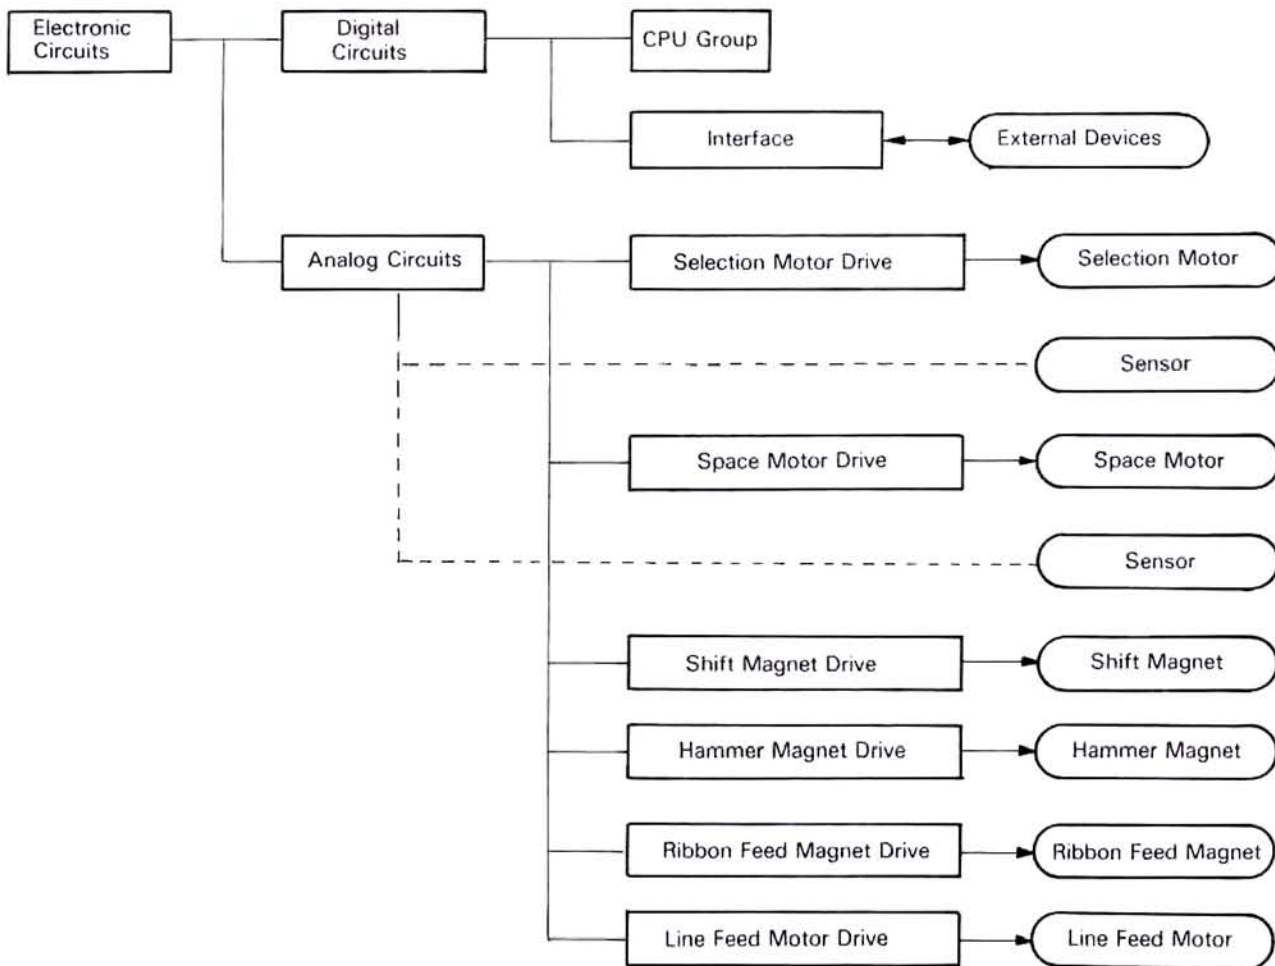 Electronic
Circuits
Digital
Circuits
CPU Group
Interface
External Devices
Analog Circuits
Selection Motor Drive
Selection Motor
Sensor
Space Motor Drive
Space Motor
Sensor
Shift Magnet Drive
Shift Magnet
Hammer Magnet Drive
Hammer Magnet
Ribbon Feed Magnet Drive
Ribbon Feed Magnet
Line Feed Motor Drive
Line Feed Motor